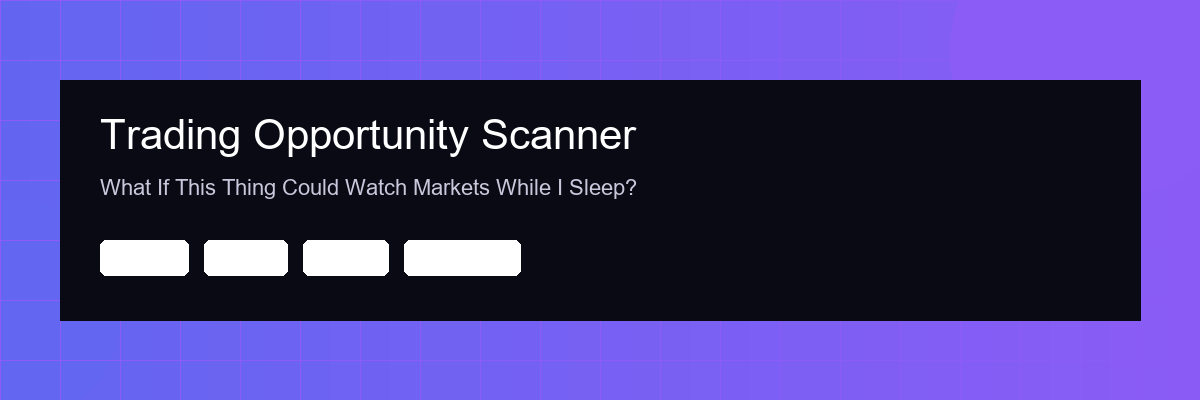 Trading Opportunity Scanner
What If This Thing Could Watch Markets While I Sleep?